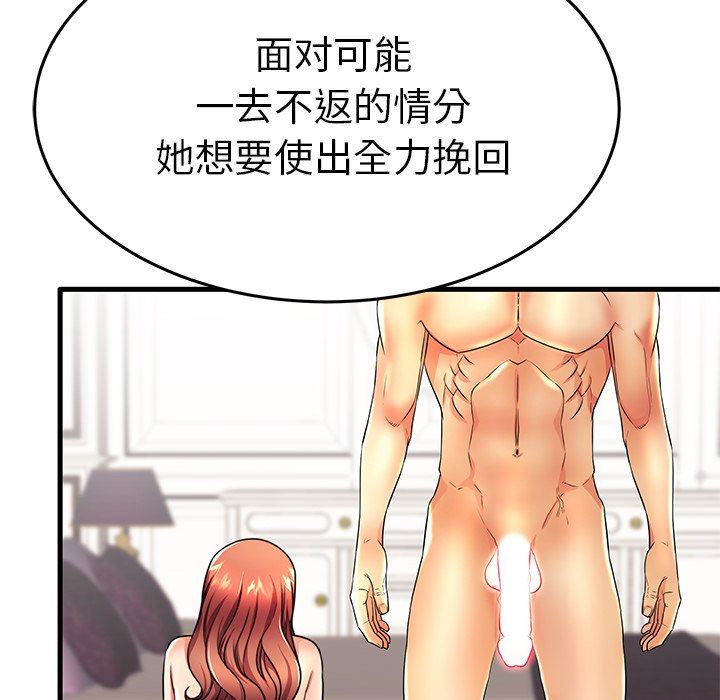 面对可能
一去不返的情分
她想要使出全力挽回